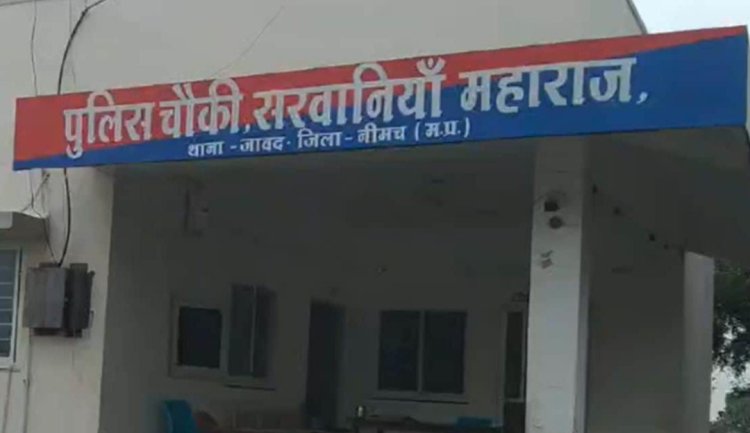 पुलिस चौकी, सरवानियाँ महाराज,
थाना - जावद - जिला - नीमच ( म.प्र. )